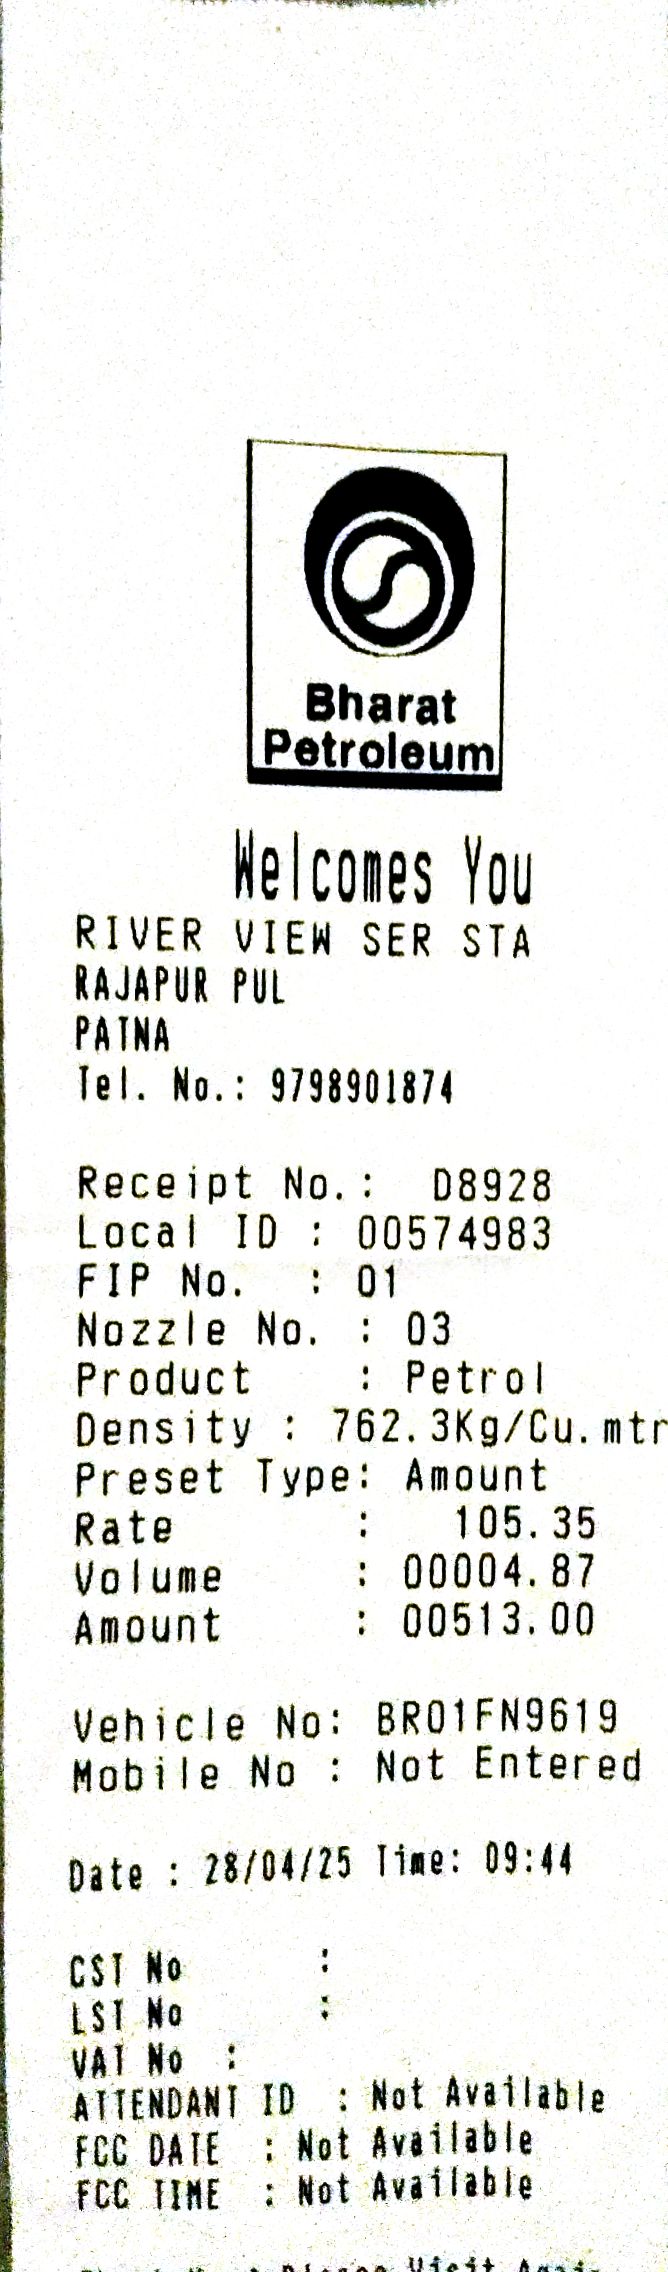 Bharat
Petroleum
Welcomes You
RIVER VIEW SER STA
RAJAPUR PUL
PATNA
Tel. No.: 9798901874
Receipt No.: D8928
Local ID : 00574983
FIP No. : 01
Nozzle No. : 03
Product : Petrol
Density : 762.3Kg/Cu.mtr
Preset Type: Amount
Rate : 105.35
Volume : 00004.87
Amount : 00513.00
Vehicle No: BR01FN9619
Mobile No : Not Entered
Date : 28/04/25 Time: 09:44
CST No :
LST No :
VAT No :
ATTENDANT ID : Not Available
FCC DATE : Not Available
FCC TIME : Not Available
Visit Again